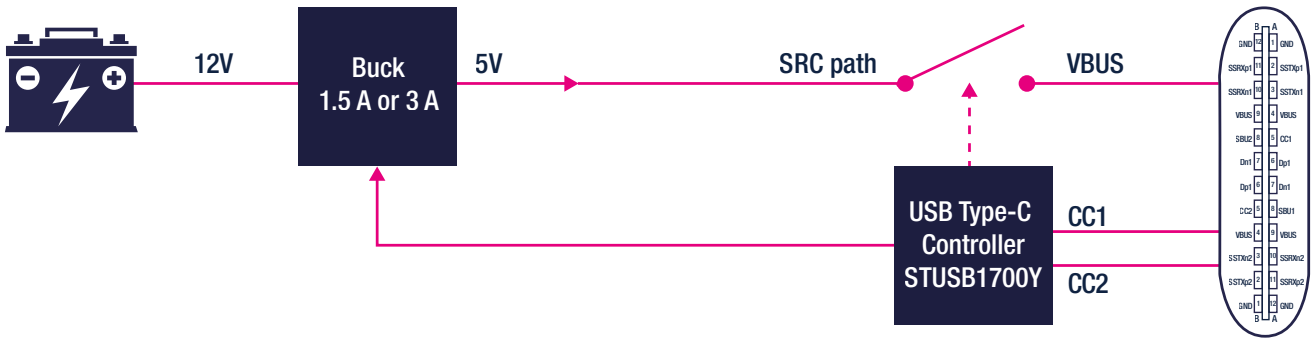 12V
Buck
1.5 A or 3 A
5V
SRC path
VBUS
USB Type-C
Controller
STUSB1700Y
CC1
CC2
B A
GND 12 1 GND
SSRXp1 11 2 SSTXp1
SSRXn1 10 3 SSTXn1
VBUS 9 4 VBUS
SBU2 8 5 CC1
Dn1 7 6 Dp1
Dp1 6 7 Dn1
CC2 5 8 SBU1
VBUS 4 9 VBUS
SSTXn2 3 10 SSRXn2
SSTXp2 2 11 SSRXp2
GND 1 12 GND
B A